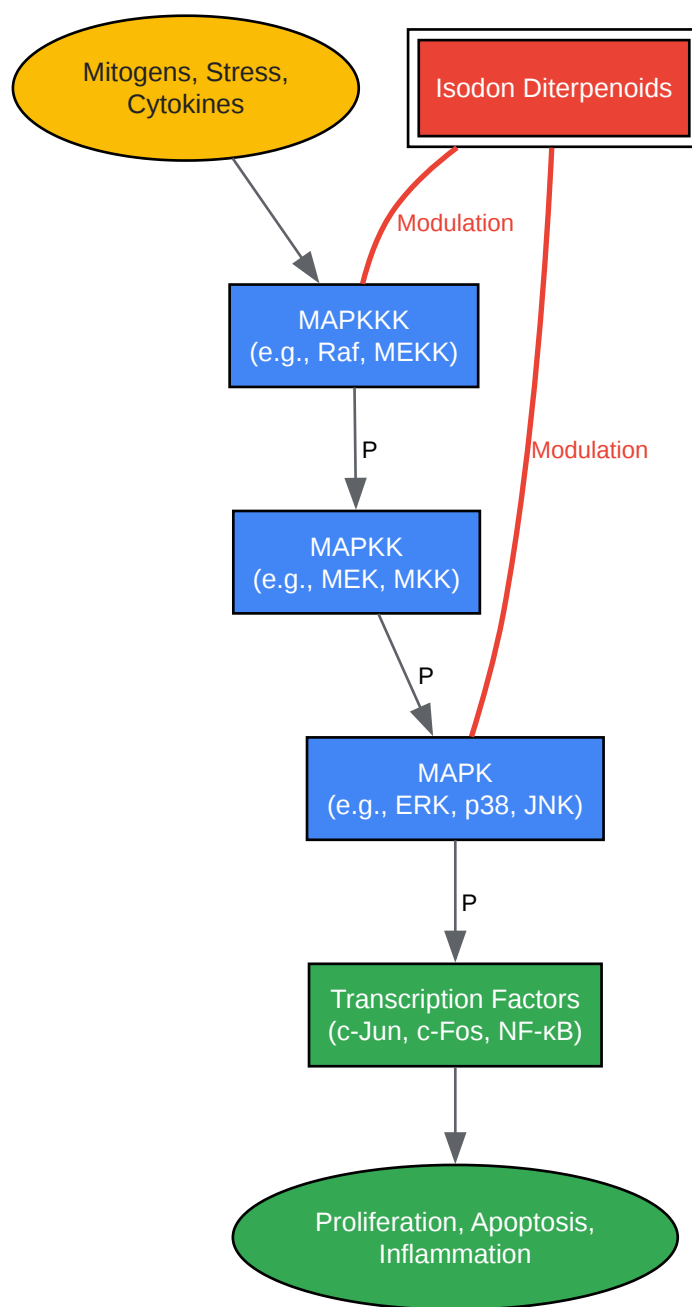 Mitogens, Stress,
Cytokines
Isodon Diterpenoids
Modulation
MAPKKK
(e.g., Raf, MEKK)
P
Modulation
MAPKK
(e.g., MEK, MKK)
P
MAPK
(e.g., ERK, p38, JNK)
P
Transcription Factors
(c-Jun, c-Fos, NF-κB)
Proliferation, Apoptosis,
Inflammation